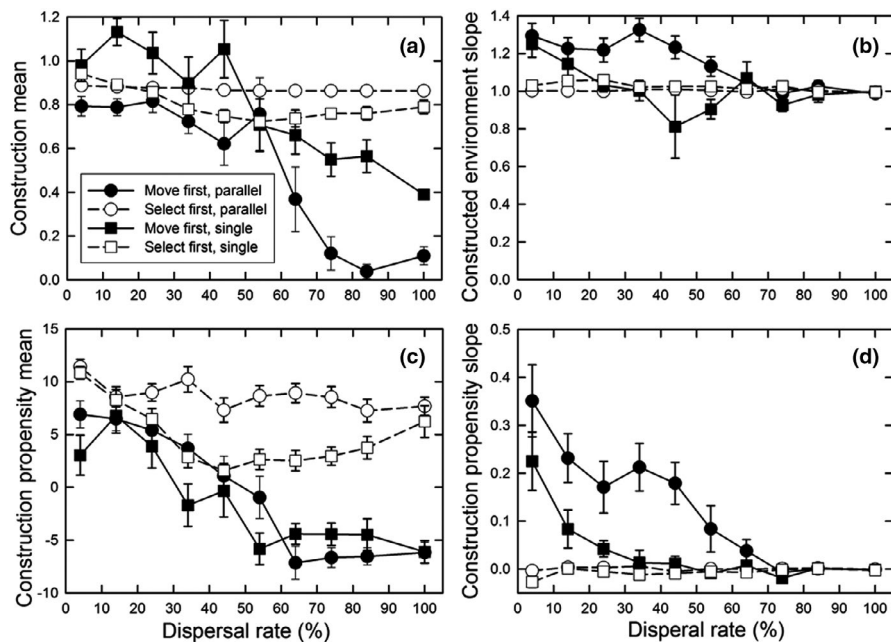 (a)
Construction mean
1.2
1.0
0.8
0.6
0.4
0.2
0.0
Move first, parallel
Select first, parallel
Move first, single
Select first, single
0 10 20 30 40 50 60 70 80 90 100
(b)
Constructed environment slope
1.4
1.2
1.0
0.8
0.6
0.4
0.2
0.0
0 10 20 30 40 50 60 70 80 90 100
(c)
Construction propensity mean
15
10
5
0
-5
-10
0 10 20 30 40 50 60 70 80 90 100
Dispersal rate (%)
(d)
Construction propensity slope
0.5
0.4
0.3
0.2
0.1
0.0
0 10 20 30 40 50 60 70 80 90 100
Dispersal rate (%)